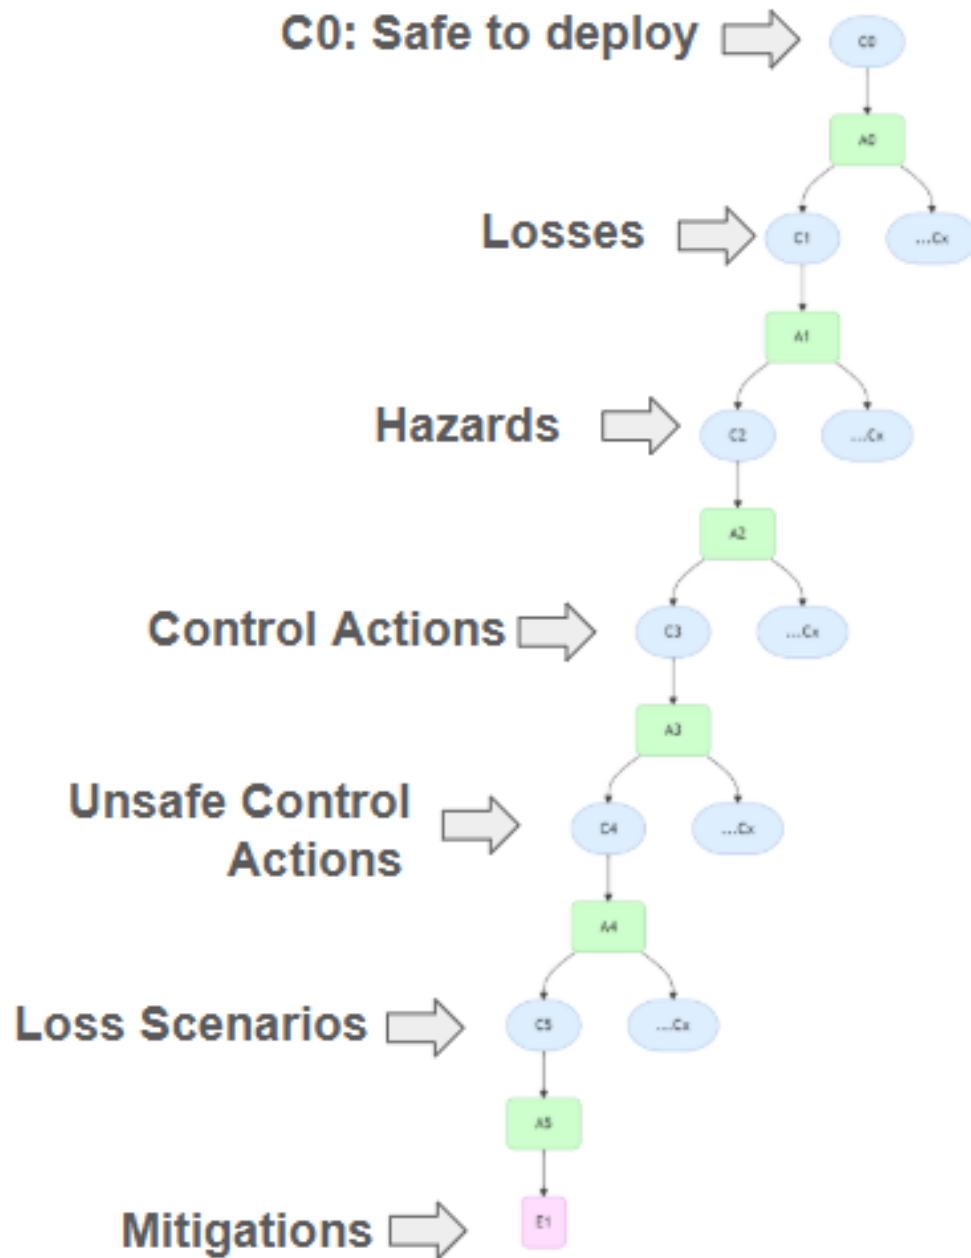 C0: Safe to deploy
C0
A0
Losses
C1
...Cx
A1
Hazards
C2
...Cx
A2
Control Actions
C3
...Cx
A3
Unsafe Control
Actions
C4
...Cx
A4
Loss Scenarios
C5
...Cx
A5
Mitigations
E1